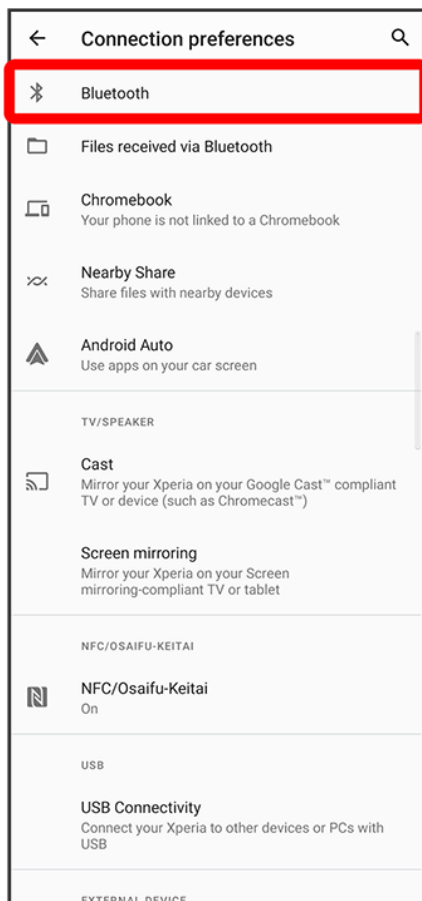 Connection preferences
Bluetooth
Files received via Bluetooth
Chromebook
Your phone is not linked to a Chromebook
Nearby Share
Share files with nearby devices
Android Auto
Use apps on your car screen
TV/SPEAKER
Cast
Mirror your Xperia on your Google Cast™ compliant
TV or device (such as Chromecast™)
Screen mirroring
Mirror your Xperia on your Screen
mirroring-compliant TV or tablet
NFC/OSAIFU-KEITAI
NFC/Osaifu-Keitai
On
USB
USB Connectivity
Connect your Xperia to other devices or PCs with
USB
EXTERNAL DEVICE